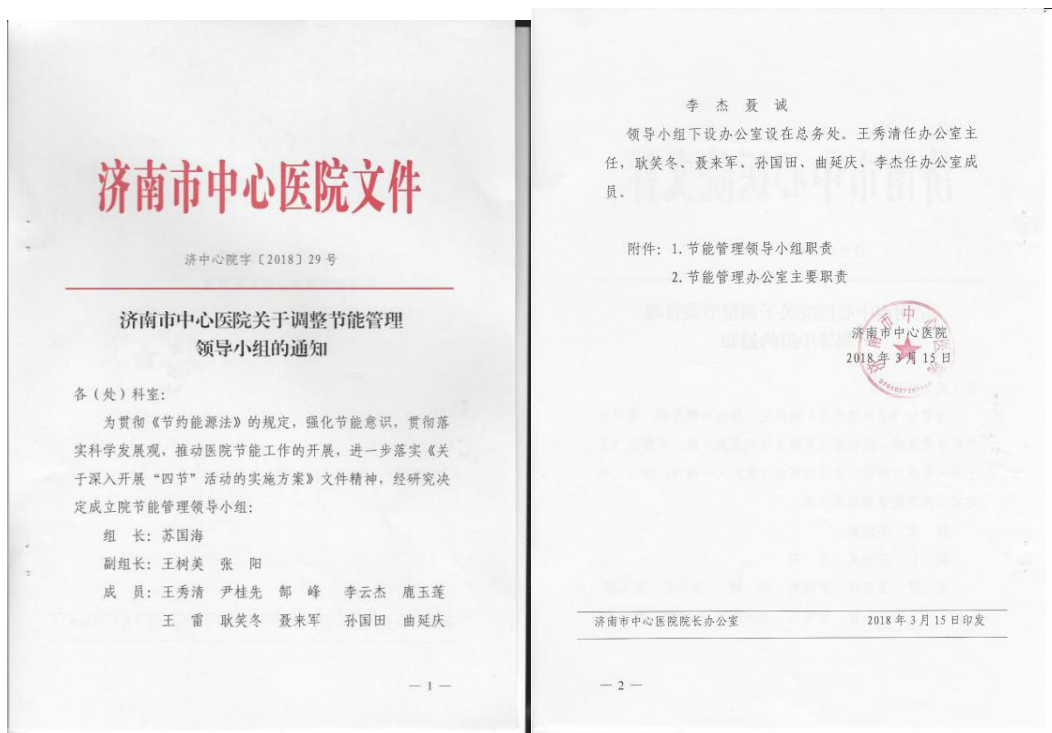 济南市中心医院文件
济中心院字〔2018〕29号
济南市中心医院关于调整节能管理
领导小组的通知
各（处）科室：
为贯彻《节约能源法》的规定，强化节能意识，贯彻落
实科学发展观，推动医院节能工作的开展，进一步落实《关
于深入开展“四节”活动的实施方案》文件精神，经研究决
定成立院节能管理领导小组：
组　长：苏国海
副组长：王树美　张　阳
成　员：王秀清　尹桂先　郜　峰　李云杰　鹿玉莲
王　雷　耿笑冬　聂来军　孙国田　曲延庆
— 1 —
李　杰　聂　诚
领导小组下设办公室设在总务处。王秀清任办公室主
任，耿笑冬、聂来军、孙国田、曲延庆、李杰任办公室成
员。
附件：1.节能管理领导小组职责
2.节能管理办公室主要职责
济南市中心医院
2018年3月15日
济南市中心医院
济南市中心医院院长办公室　2018年3月15日印发
— 2 —